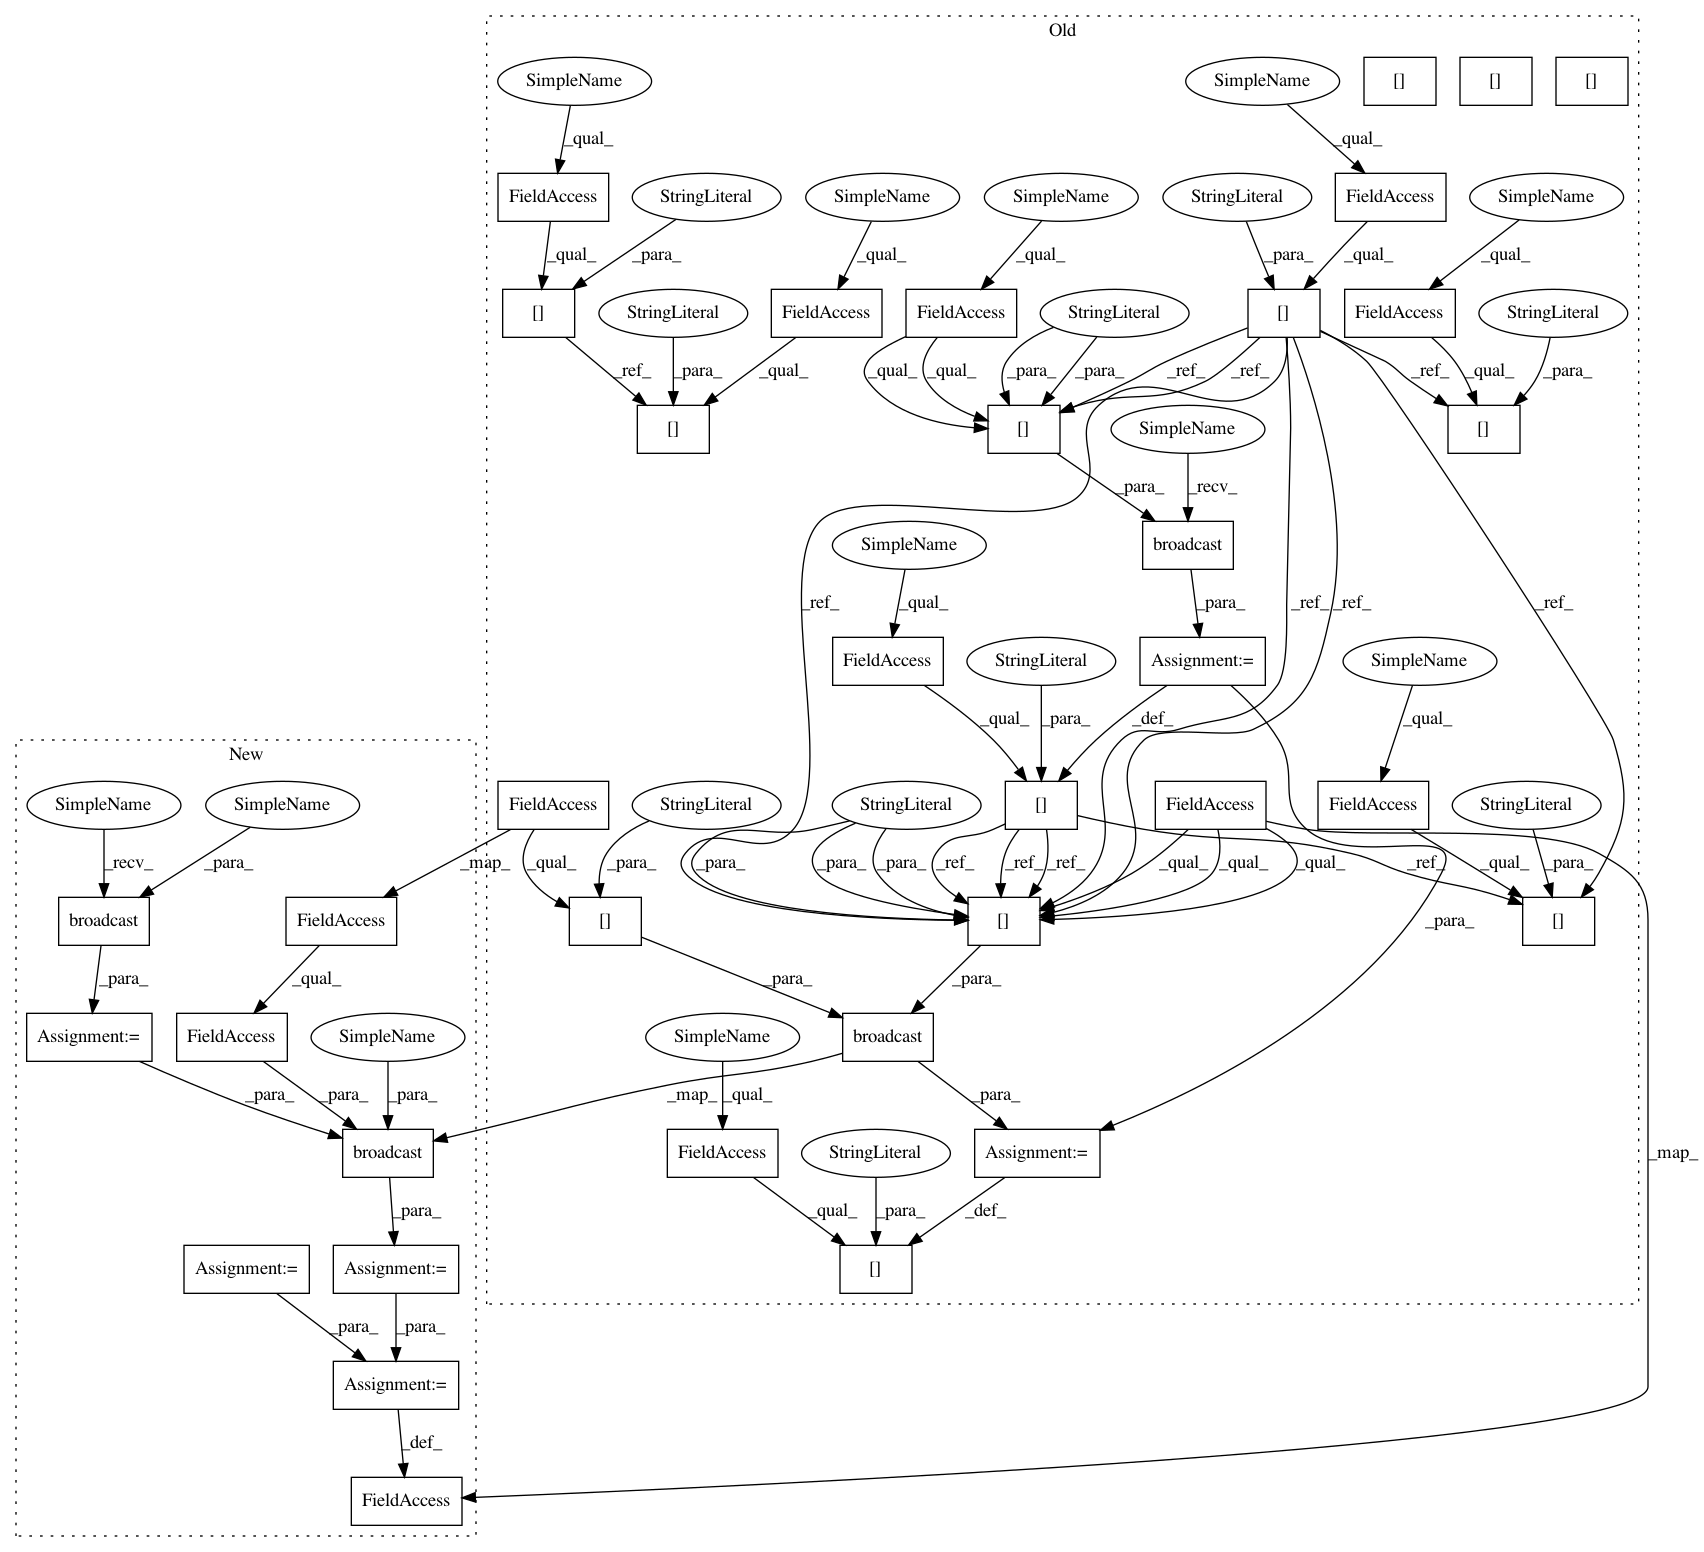 Old
SimpleName
SimpleName
[]
[]
[]
_qual_
_qual_
FieldAccess
StringLiteral
SimpleName
SimpleName
StringLiteral
FieldAccess
SimpleName
_qual_
_para_
_qual_
_qual_
_para_
_qual_
_qual_
[]
StringLiteral
FieldAccess
FieldAccess
StringLiteral
[]
FieldAccess
StringLiteral
_ref_
_para_
_qual_
_qual_
_qual_
_para_
_para_
_ref_
_ref_
_ref_
_qual_
_para_
[]
[]
SimpleName
[]
_para_
_recv_
SimpleName
broadcast
_ref_
_qual_
_para_
_ref_
_ref_
_ref_
FieldAccess
StringLiteral
Assignment:=
SimpleName
_qual_
_para_
_def_
_qual_
New
SimpleName
SimpleName
FieldAccess
StringLiteral
StringLiteral
[]
FieldAccess
FieldAccess
StringLiteral
_recv_
_para_
_map_
_qual_
_para_
_para_
_para_
_para_
_ref_
_ref_
_ref_
_qual_
_qual_
_qual_
_ref_
_qual_
_para_
broadcast
FieldAccess
[]
[]
_para_
[]
_para_
_qual_
_para_
_para_
Assignment:=
FieldAccess
SimpleName
SimpleName
broadcast
_para_
_para_
_para_
_map_
_qual_
_para_
broadcast
FieldAccess
StringLiteral
Assignment:=
_map_
_para_
_qual_
_para_
_def_
Assignment:=
Assignment:=
[]
_para_
_para_
Assignment:=
_def_
FieldAccess